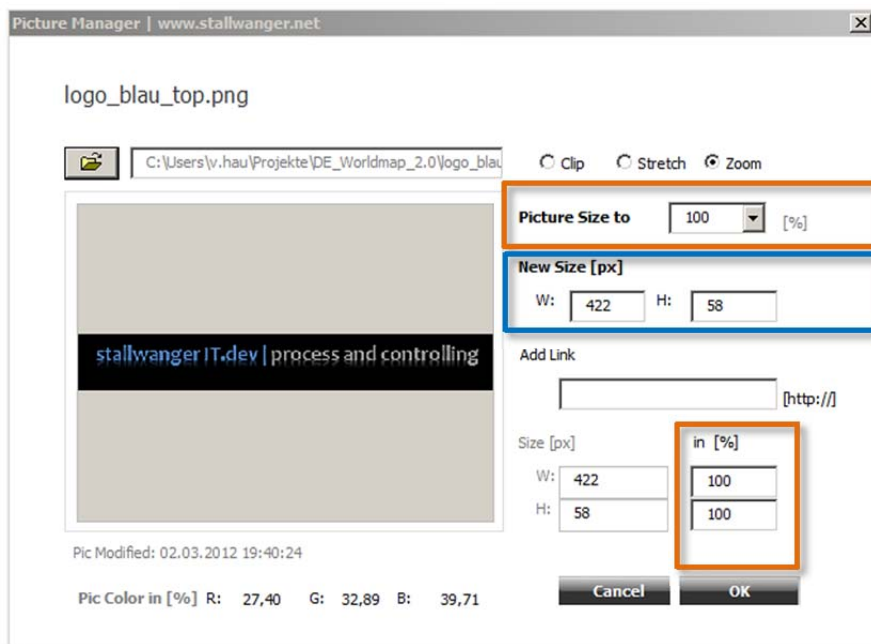 Picture Manager | www.stallwanger.net
logo_blau_top.png
C:\Users\v.hau\Projekte\DE_Worldmap_2.0\logo_blau
Clip Stretch Zoom
Picture Size to 100 [%]
New Size [px]
W: 422 H: 58
stallwanger IT.dev | process and controlling
Add Link
[http://]
Size [px] in [%]
W: 422 100
H: 58 100
Pic Modified: 02.03.2012 19:40:24
Pic Color in [%] R: 27,40 G: 32,89 B: 39,71
Cancel OK